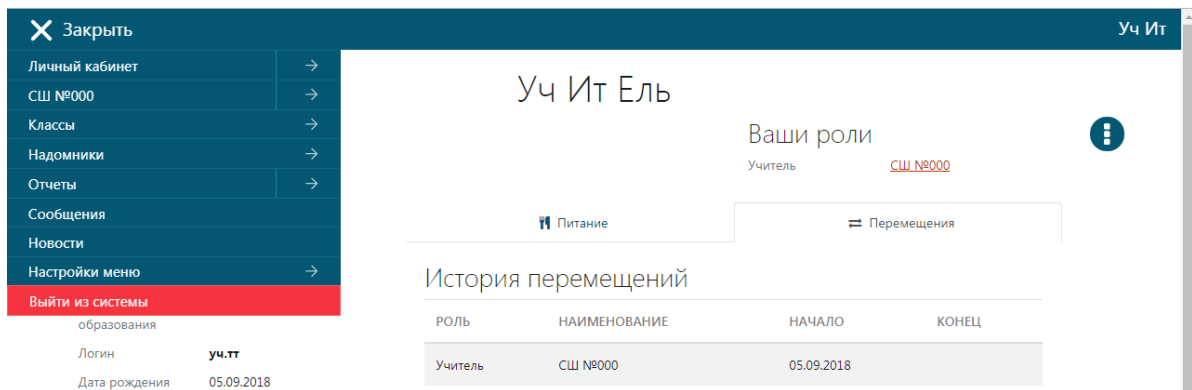 Закрыть
Уч Ит
Личный кабинет
СШ №000
Классы
Надомники
Отчеты
Сообщения
Новости
Настройки меню
Выйти из системы
образования
Логин уч.тт
Дата рождения 05.09.2018
Уч Ит Ель
Ваши роли
Учитель СШ №000
Питание Перемещения
История перемещений
РОЛЬ НАИМЕНОВАНИЕ НАЧАЛО КОНЕЦ
Учитель СШ №000 05.09.2018